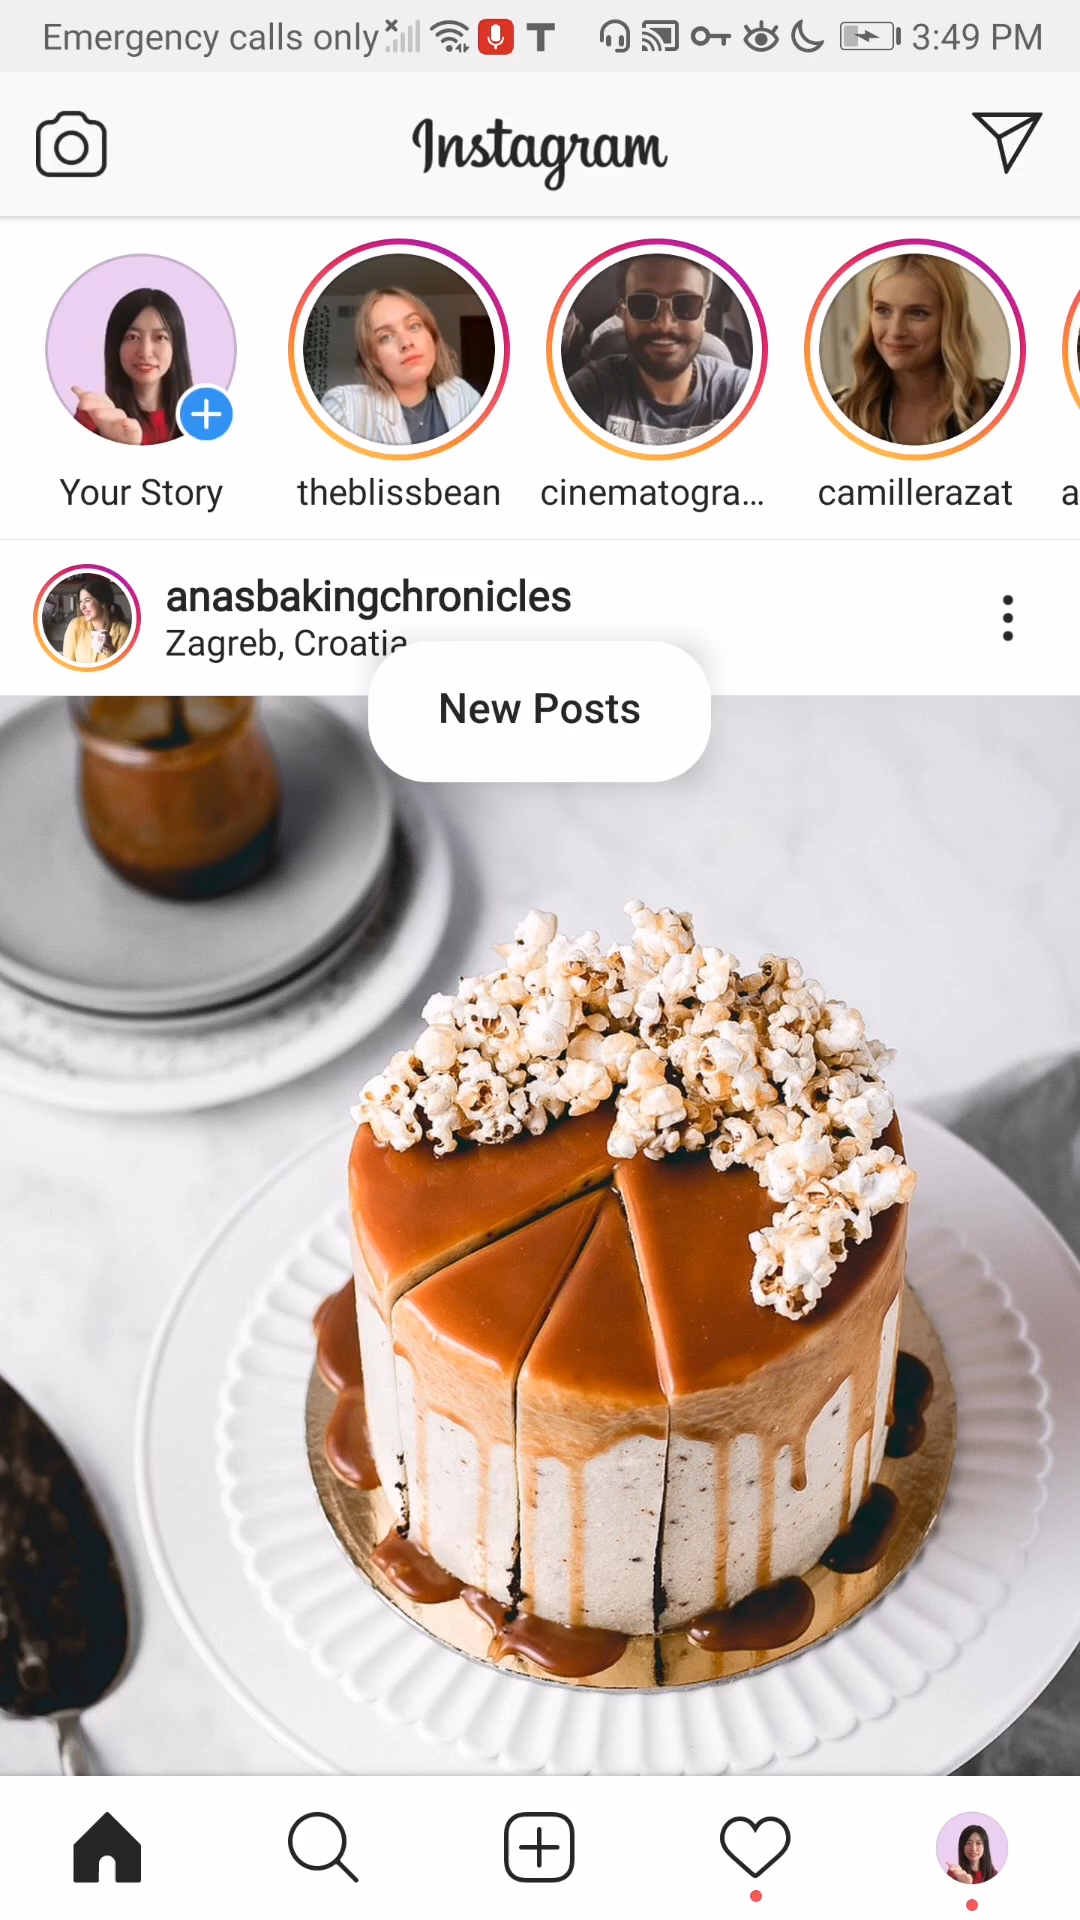 Emergency calls only 3:49 PM
Instagram
Your Story theblissbean cinematogra... camillerazat a
anasbakingchronicles
Zagreb, Croatia
New Posts